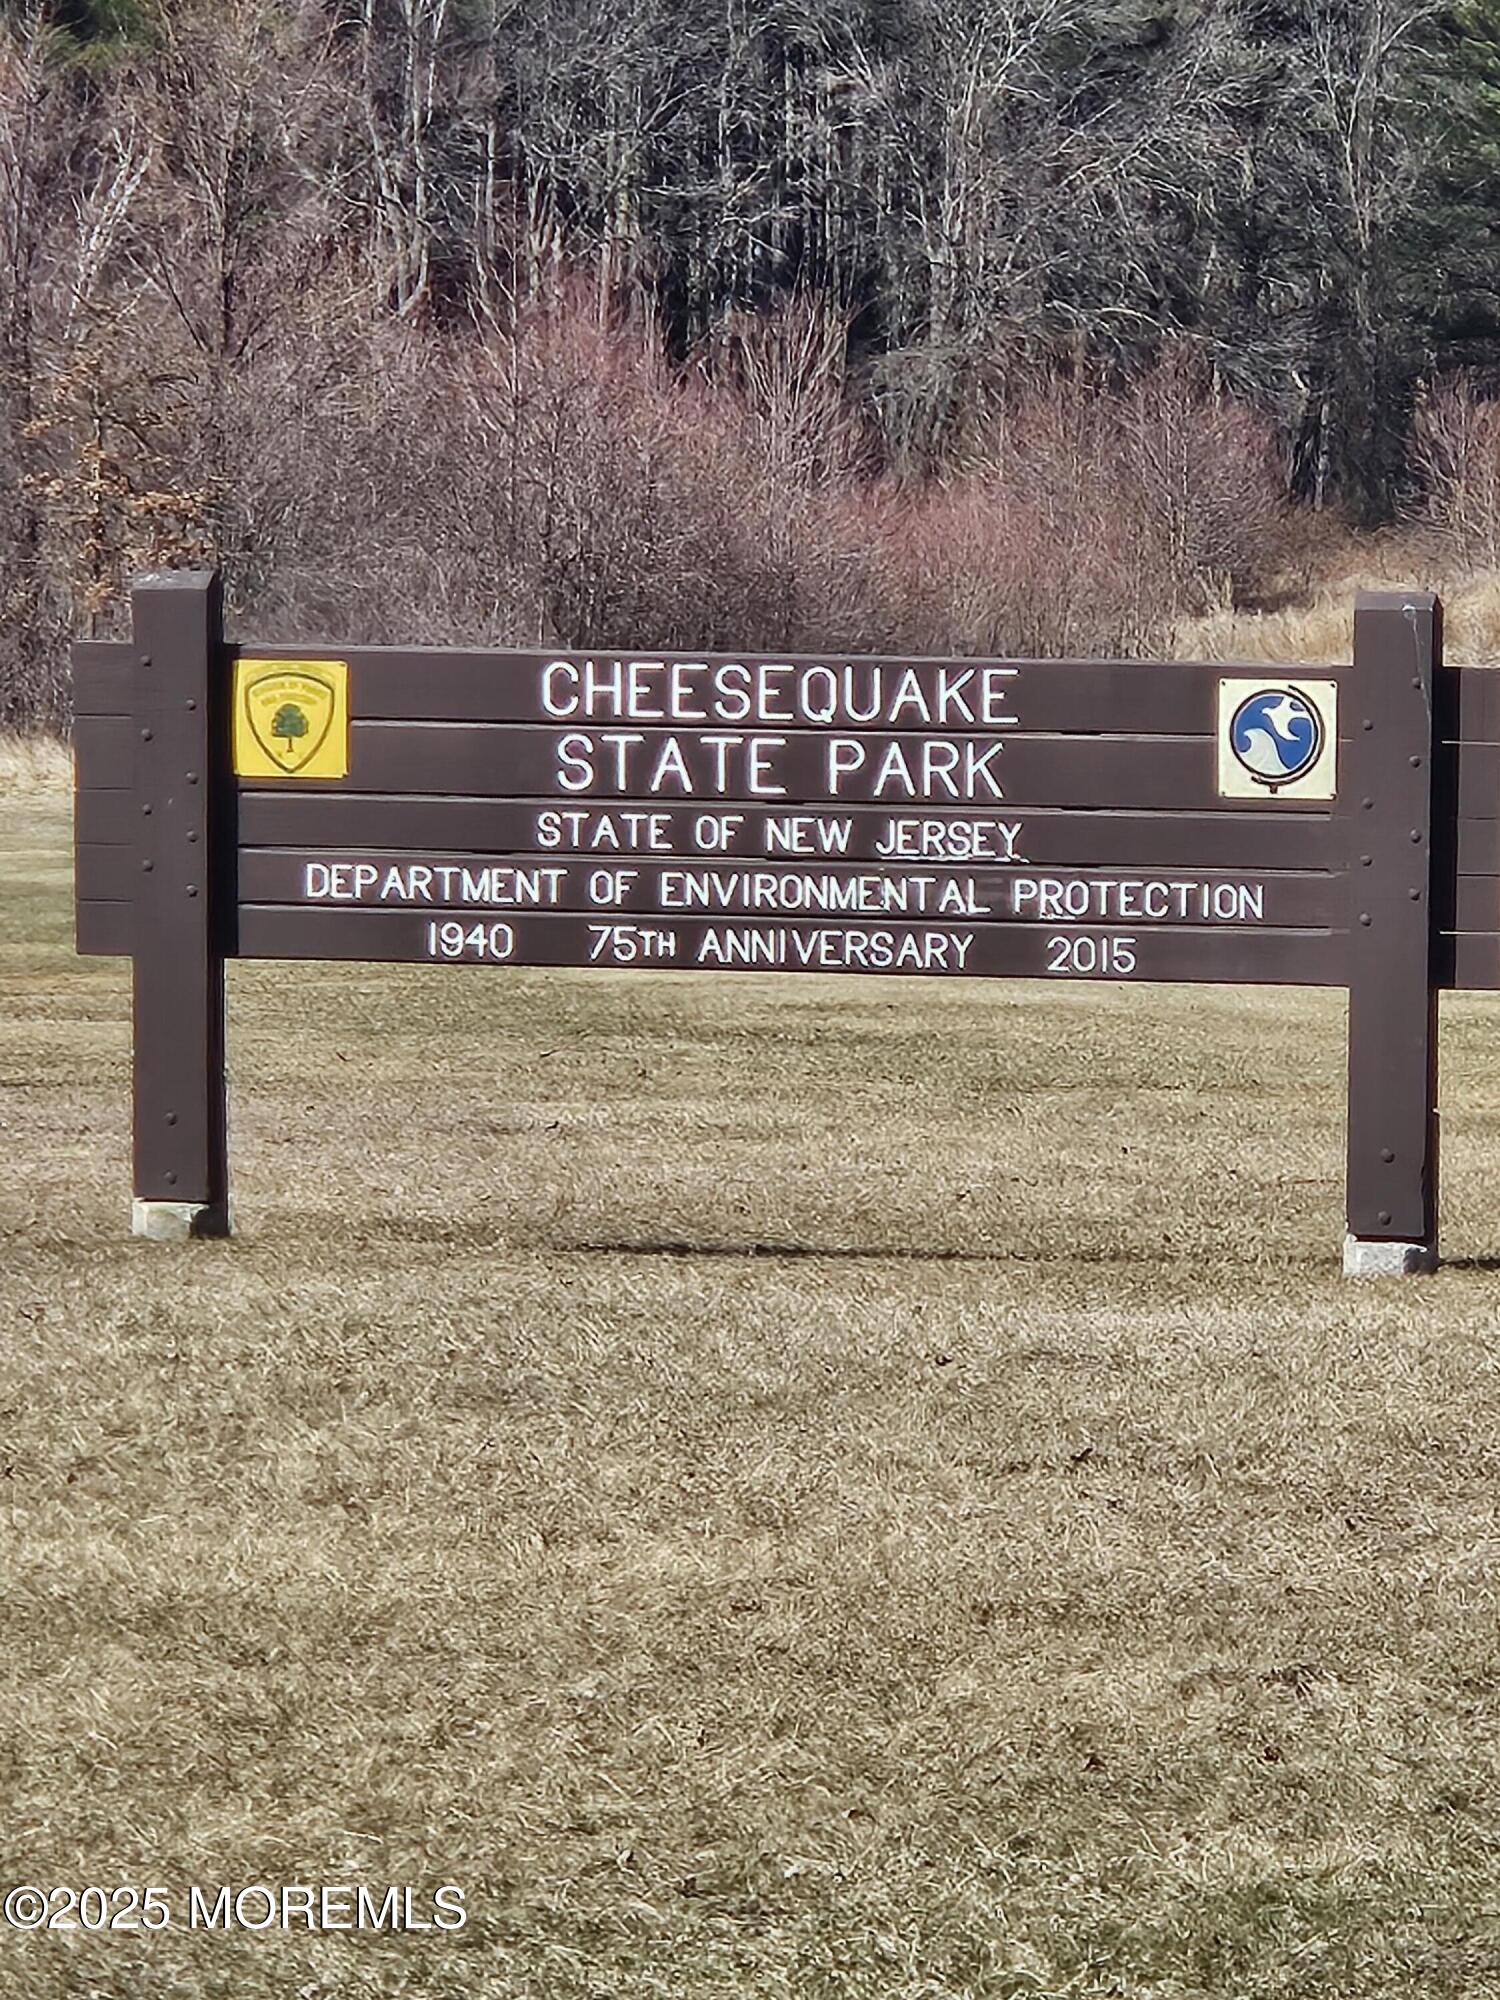 CHEESEQUAKE
STATE PARK
STATE OF NEW JERSEY
DEPARTMENT OF ENVIRONMENTAL PROTECTION
1940 75TH ANNIVERSARY 2015
©2025 MOREMLS